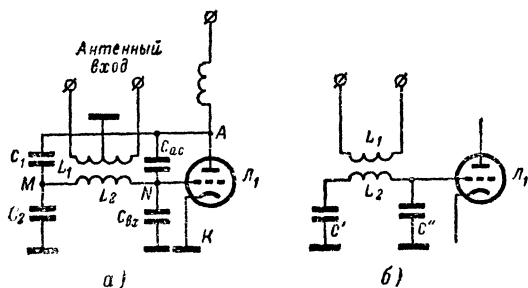 Антенный
вход
A
C₁
L₁
Cас
Л₁
M
L₂
N
C₂
Cвх
К
а)
L₁
L₂
Л₁
C'
C"
б)